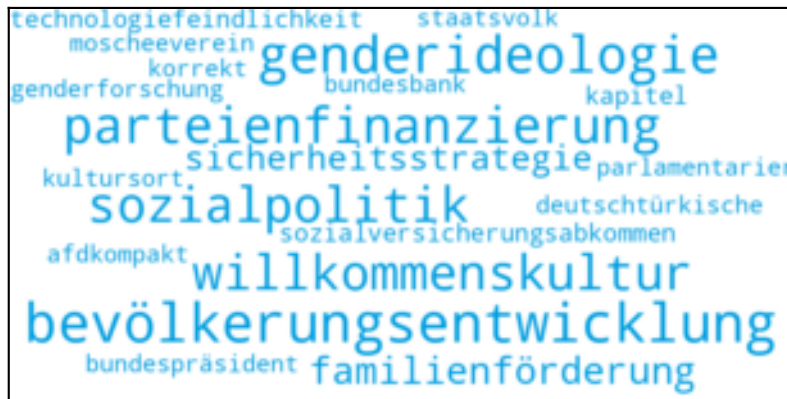 technologiefeindlichkeit staatsvolk
moscheeverein genderideologie
korrekt
genderforschung bundesbank kapitel
parteienfinanzierung
sicherheitsstrategie parlamentarier
kultursort
sozialpolitik deutschtürkische
sozialversicherungsabkommen
afdkompakt willkommenskultur
bevölkerungsentwicklung
bundespräsident familienförderung